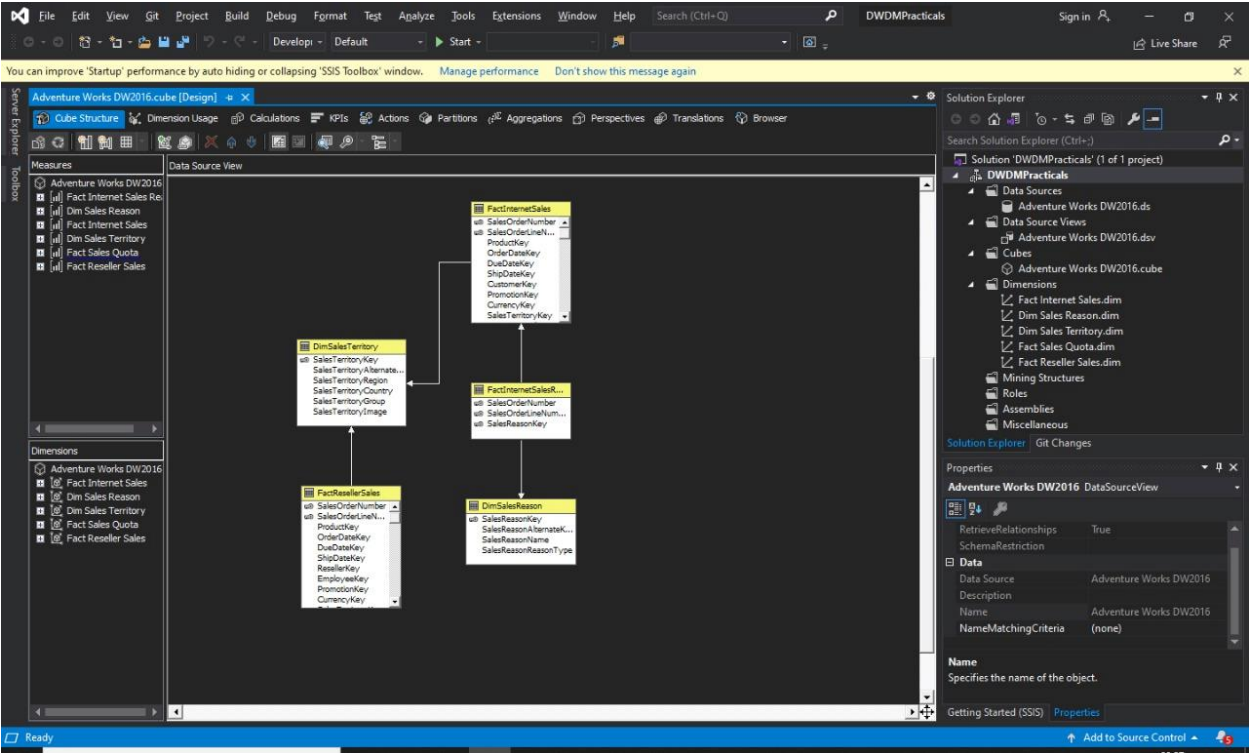 File Edit View Git Project Build Debug Format Test Analyze Tools Extensions Window Help Search (Ctrl+Q) DWDMPracticals Sign in
Developı Default Start Live Share
You can improve 'Startup' performance by auto hiding or collapsing 'SSIS Toolbox' window. Manage performance Don't show this message again
Server Explorer
Toolbox
Adventure Works DW2016.cube [Design]
Cube Structure Dimension Usage Calculations KPIs Actions Partitions Aggregations Perspectives Translations Browser
Measures
Adventure Works DW2016
Fact Internet Sales Re
Dim Sales Reason
Fact Internet Sales
Dim Sales Territory
Fact Sales Quota
Fact Reseller Sales
Dimensions
Adventure Works DW2016
Fact Internet Sales
Dim Sales Reason
Dim Sales Territory
Fact Sales Quota
Fact Reseller Sales
Data Source View
FactInternetSales
SalesOrderNumber
SalesOrderLineN...
ProductKey
OrderDateKey
DueDateKey
ShipDateKey
CustomerKey
PromotionKey
CurrencyKey
SalesTerritoryKey
DimSalesTerritory
SalesTerritoryKey
SalesTerritoryAlternate...
SalesTerritoryRegion
SalesTerritoryCountry
SalesTerritoryGroup
SalesTerritoryImage
FactInternetSalesR...
SalesOrderNumber
SalesOrderLineNum...
SalesReasonKey
FactResellerSales
SalesOrderNumber
SalesOrderLineN...
ProductKey
OrderDateKey
DueDateKey
ShipDateKey
ResellerKey
EmployeeKey
PromotionKey
CurrencyKey
DimSalesReason
SalesReasonKey
SalesReasonAlternateK...
SalesReasonName
SalesReasonReasonType
Solution Explorer
Search Solution Explorer (Ctrl+;)
Solution 'DWDMPracticals' (1 of 1 project)
DWDMPracticals
Data Sources
Adventure Works DW2016.ds
Data Source Views
Adventure Works DW2016.dsv
Cubes
Adventure Works DW2016.cube
Dimensions
Fact Internet Sales.dim
Dim Sales Reason.dim
Dim Sales Territory.dim
Fact Sales Quota.dim
Fact Reseller Sales.dim
Mining Structures
Roles
Assemblies
Miscellaneous
Solution Explorer Git Changes
Properties
Adventure Works DW2016 DataSourceView
RetrieveRelationships True
SchemaRestriction
Data
Data Source Adventure Works DW2016
Description
Name Adventure Works DW2016
NameMatchingCriteria (none)
Name
Specifies the name of the object.
Getting Started (SSIS) Properties
Ready Add to Source Control 5